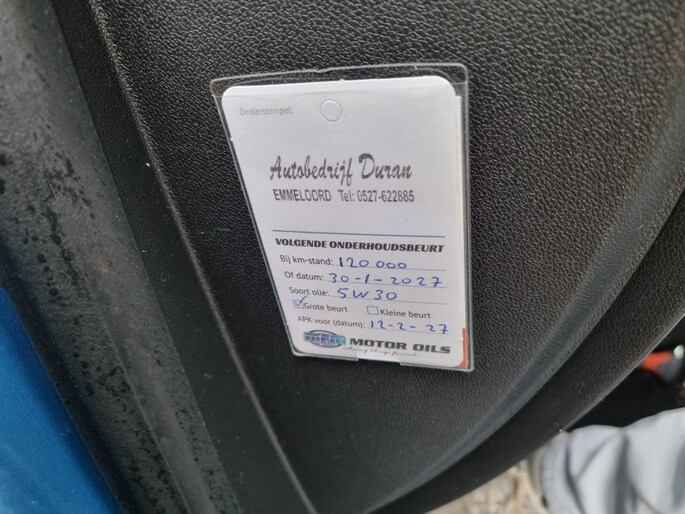 Dealerstempel:
Autobedrijf Duran
EMMELOORD Tel: 0527-622885
VOLGENDE ONDERHOUDSBEURT
Bij km-stand: 120.000
Of datum: 30-1-2027
Soort olie: 5W30
Grote beurt Kleine beurt
APK voor (datum): 12-2-27
MOTOR OILS